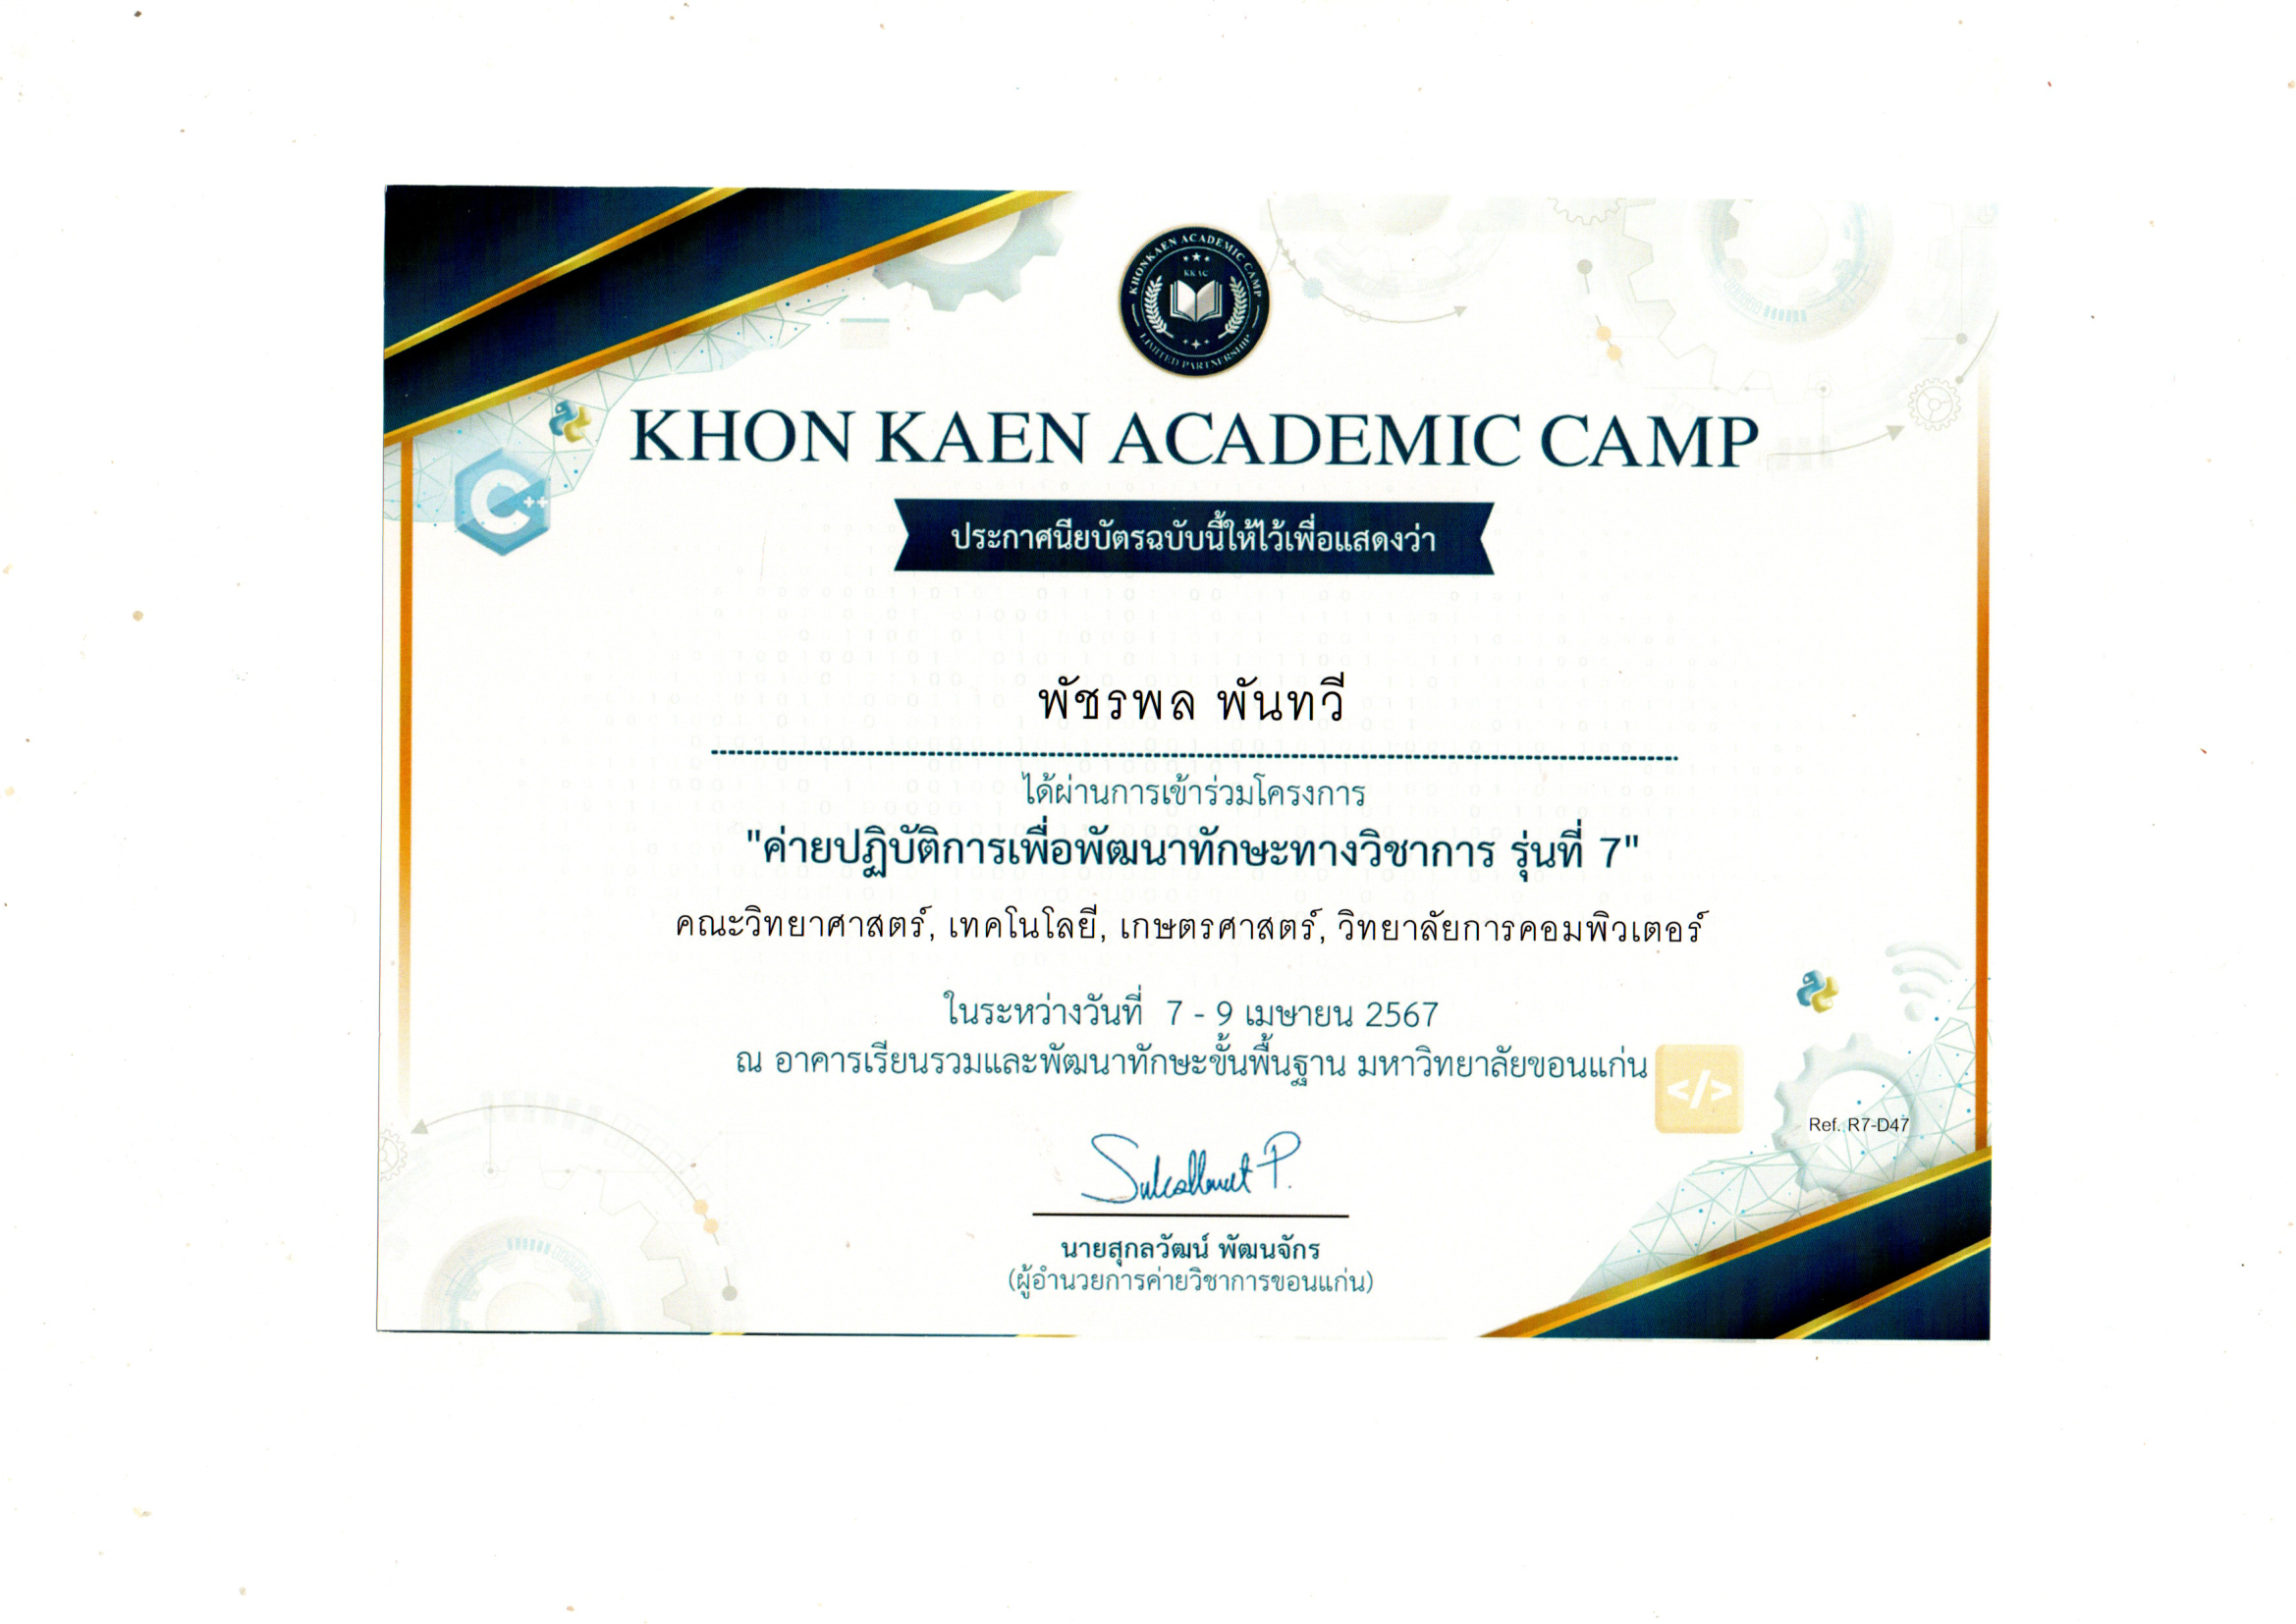 KHONKAEN ACADEMIC CAMP
KKAC
LIMITED PARTNERSHIP
KHON KAEN ACADEMIC CAMP
C++
ประกาศนียบัตรฉบับนี้ให้ไว้เพื่อแสดงว่า
พัชรพล พันทวี
ได้ผ่านการเข้าร่วมโครงการ
"ค่ายปฏิบัติการเพื่อพัฒนาทักษะทางวิชาการ รุ่นที่ 7"
คณะวิทยาศาสตร์, เทคโนโลยี, เกษตรศาสตร์, วิทยาลัยการคอมพิวเตอร์
ในระหว่างวันที่ 7 - 9 เมษายน 2567
ณ อาคารเรียนรวมและพัฒนาทักษะขั้นพื้นฐาน มหาวิทยาลัยขอนแก่น
</>
Ref. R7-D47
นายสุกลวัฒน์ พัฒนจักร
(ผู้อำนวยการค่ายวิชาการขอนแก่น)